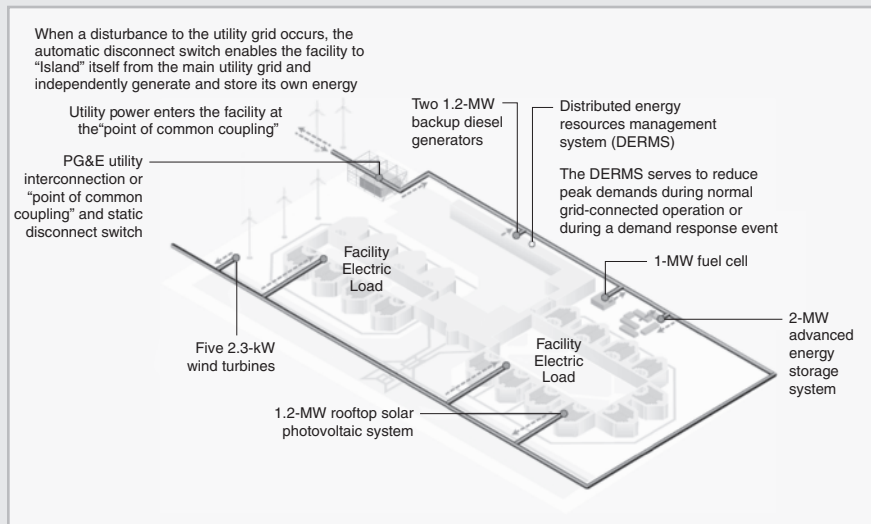 When a disturbance to the utility grid occurs, the
automatic disconnect switch enables the facility to
“Island” itself from the main utility grid and
independently generate and store its own energy
Utility power enters the facility at
the“point of common coupling”
PG&E utility
interconnection or
“point of common
coupling” and static
disconnect switch
Two 1.2-MW
backup diesel
generators
Distributed energy
resources management
system (DERMS)
The DERMS serves to reduce
peak demands during normal
grid-connected operation or
during a demand response event
1-MW fuel cell
2-MW
advanced
energy
storage
system
Facility
Electric
Load
Facility
Electric
Load
Five 2.3-kW
wind turbines
1.2-MW rooftop solar
photovoltaic system